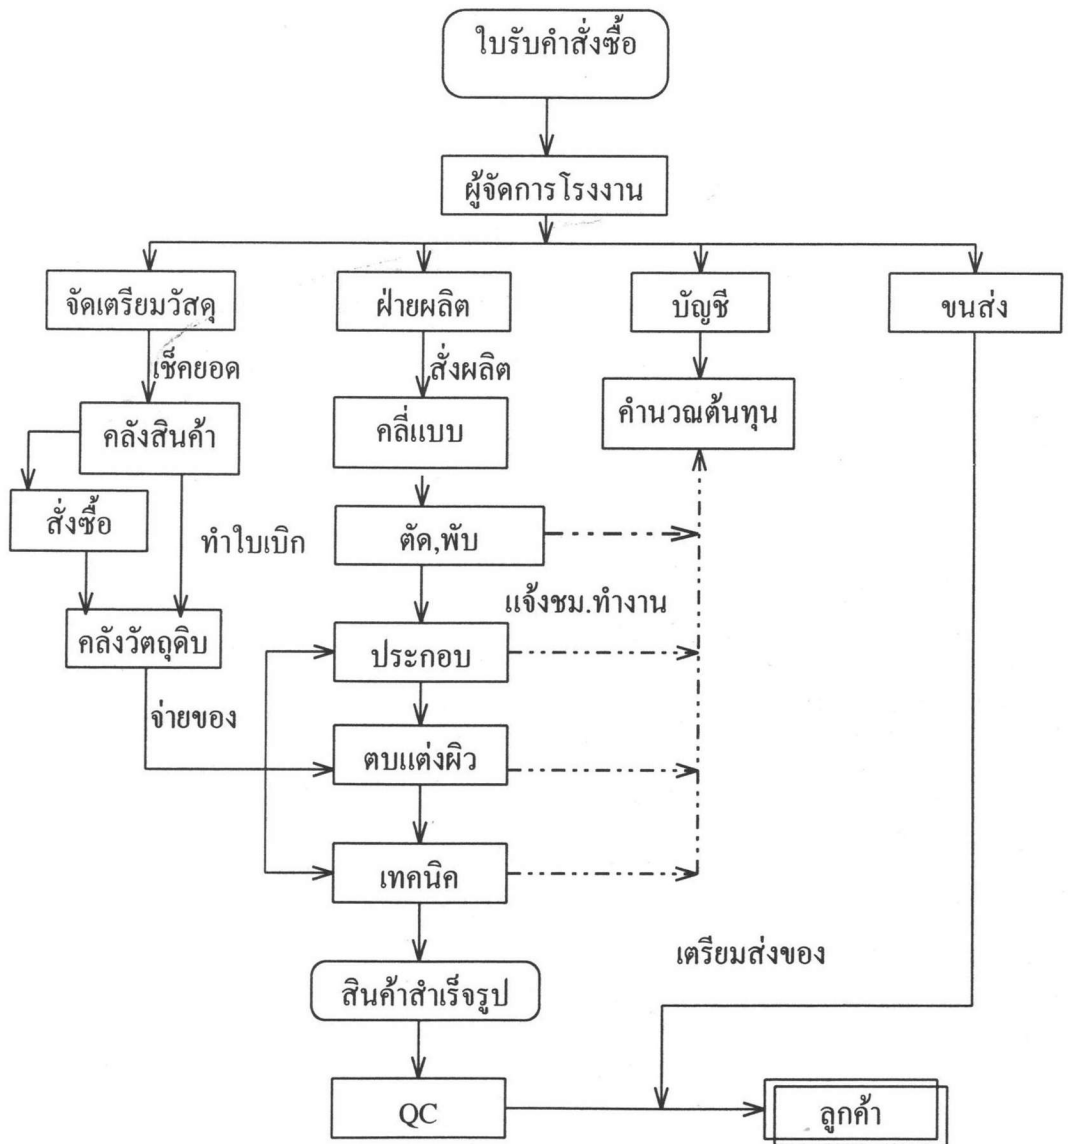 ใบรับคำสั่งซื้อ
ผู้จัดการโรงงาน
จัดเตรียมวัสดุ
ฝ่ายผลิต
บัญชี
ขนส่ง
เช็คยอด
สั่งผลิต
คลังสินค้า
คลี่แบบ
คำนวณต้นทุน
สั่งซื้อ
ทำใบเบิก
ตัด,พับ
แจ้งชม.ทำงาน
คลังวัตถุดิบ
ประกอบ
จ่ายของ
ตบแต่งผิว
เทคนิค
เตรียมส่งของ
สินค้าสำเร็จรูป
QC
ลูกค้า